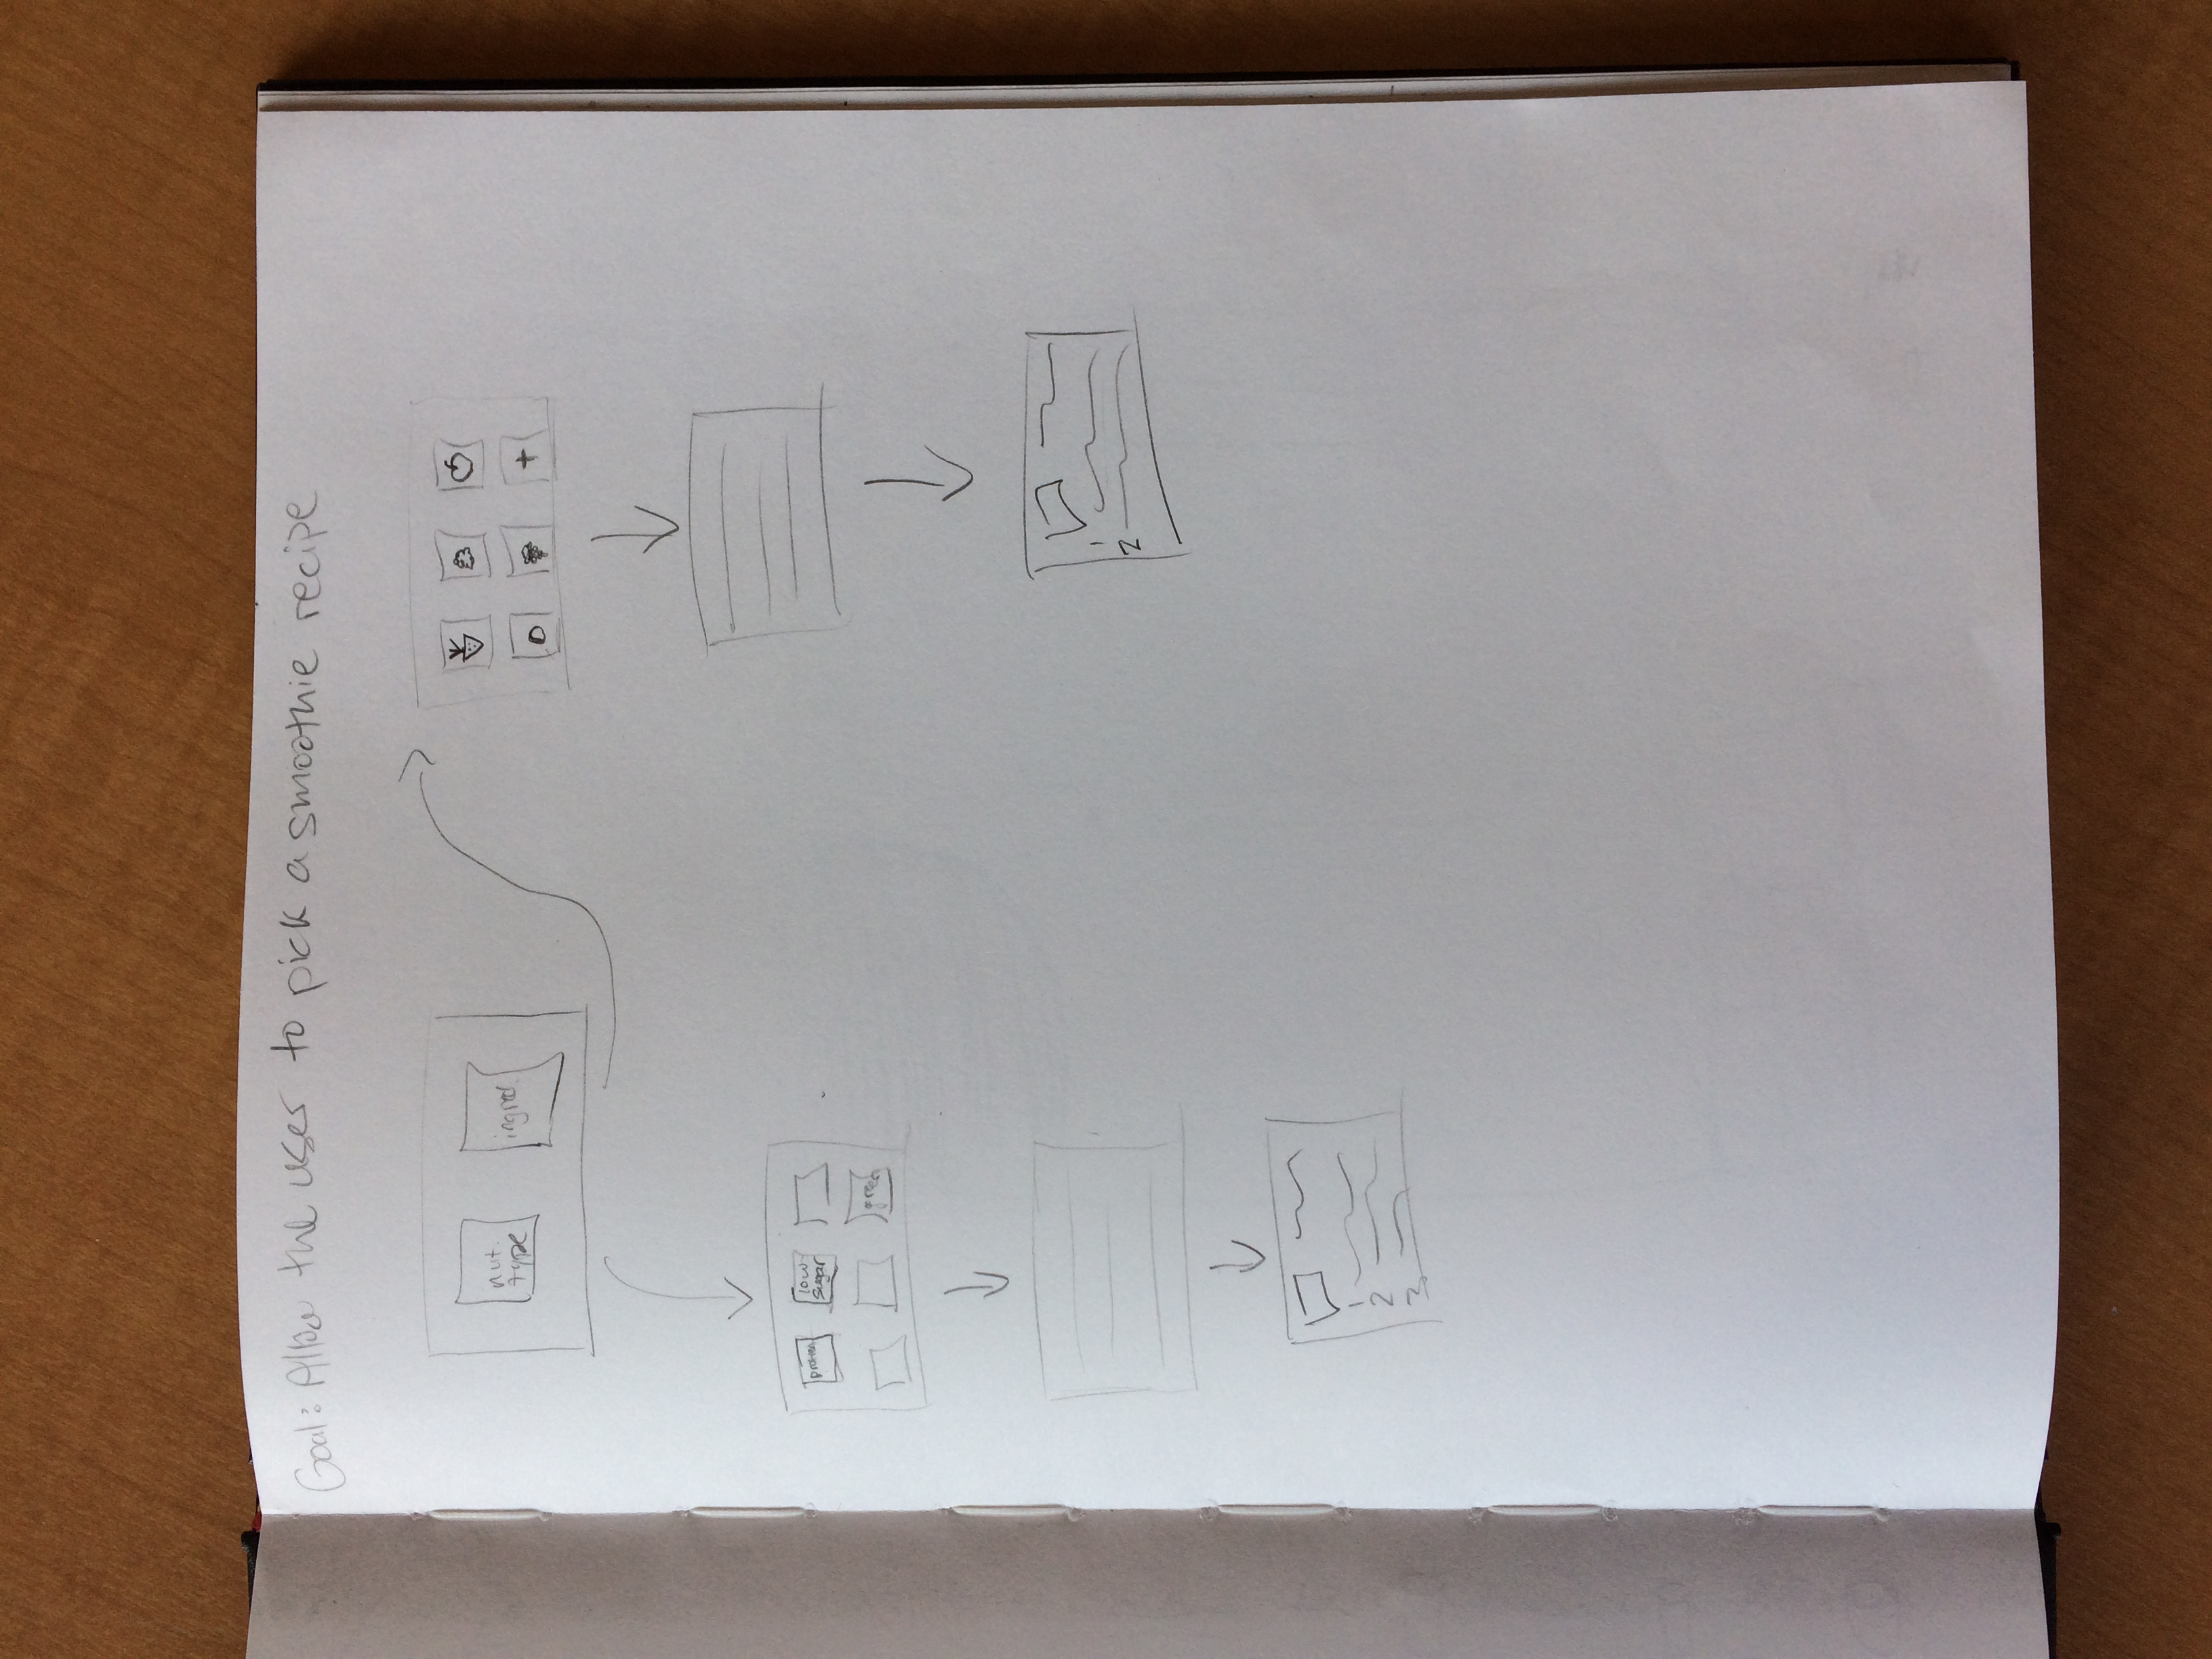 Goal: Allow the user to pick a smoothie recipe
nut.
type
ingred.
+
protein
low
sugar
green
1
2
1
2
3